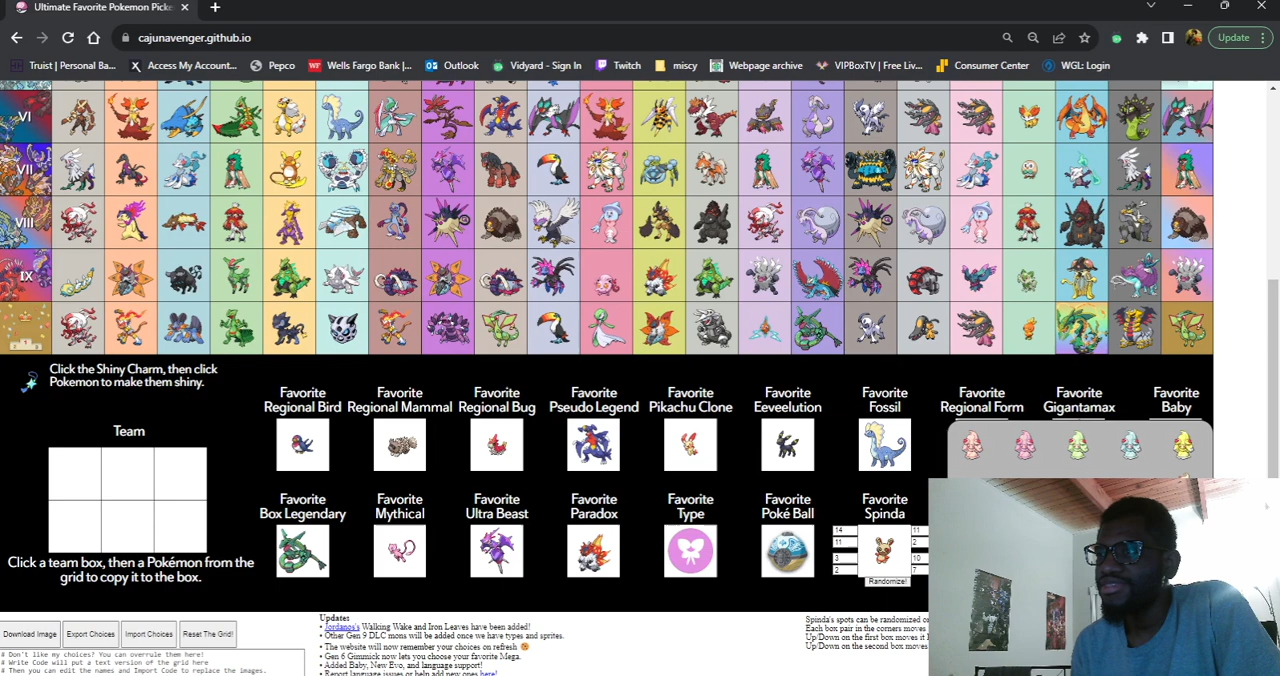 Ultimate Favorite Pokemon Picke
cajunavenger.github.io
Update
Truist | Personal Ba...
Access My Account...
Pepco
Wells Fargo Bank |...
Outlook
Vidyard - Sign In
Twitch
miscy
Webpage archive
VIPBoxTV | Free Liv...
Consumer Center
WGL: Login
VI
VII
VIII
IX
Click the Shiny Charm, then click
Pokemon to make them shiny.
Team
Click a team box, then a Pokémon from the
grid to copy it to the box.
Favorite
Regional Bird
Favorite
Regional Mammal
Favorite
Regional Bug
Favorite
Pseudo Legend
Favorite
Pikachu Clone
Favorite
Eeveelution
Favorite
Fossil
Favorite
Regional Form
Favorite
Gigantamax
Favorite
Baby
Favorite
Box Legendary
Favorite
Mythical
Favorite
Ultra Beast
Favorite
Paradox
Favorite
Type
Favorite
Poké Ball
Favorite
Spinda
14
11
11
2
3
10
2
7
Randomize!
Download Image
Export Choices
Import Choices
Reset The Grid!
# Don't like my choices? You can overrule them here!
# Write Code will put a text version of the grid here
# Then you can edit the names and Import Code to replace the images.
Updates
• Jordanos's Walking Wake and Iron Leaves have been added!
• Other Gen 9 DLC mons will be added once we have types and sprites.
• The website will now remember your choices on refresh
• Gen 6 Gimmick now lets you choose your favorite Mega.
• Added Baby, New Evo, and language support!
• Report language issues or help add new ones here!
Spinda's spots can be randomized o
Each box pair in the corners moves
Up/Down on the first box moves it
Up/Down on the second box moves